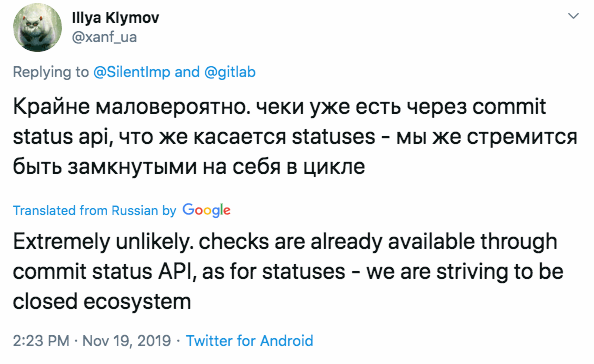 Illya Klymov
@xanf_ua
Replying to @SilentImp and @gitlab
Крайне маловероятно. чеки уже есть через commit
status api, что же касается statuses - мы же стремится
быть замкнутыми на себя в цикле
Translated from Russian by Google
Extremely unlikely. checks are already available through
commit status API, as for statuses - we are striving to be
closed ecosystem
2:23 PM · Nov 19, 2019 · Twitter for Android